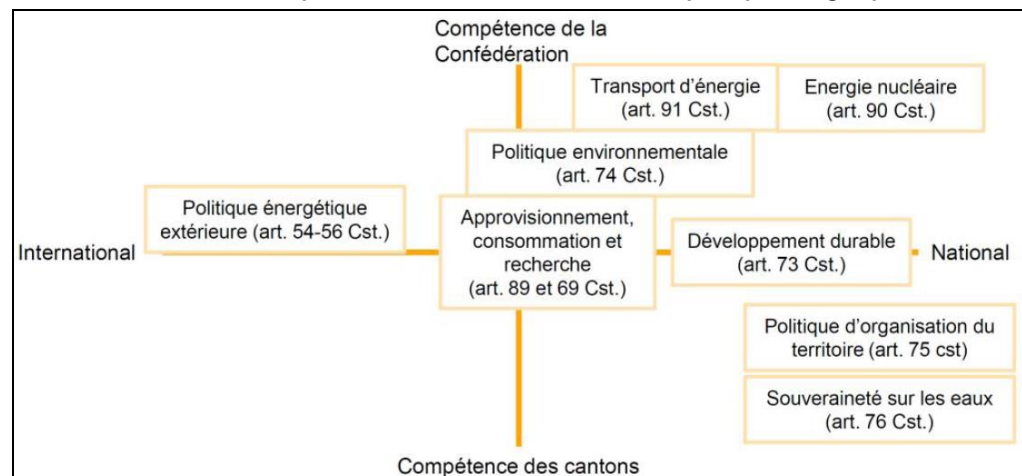 Compétence de la
Confédération
Transport d'énergie
(art. 91 Cst.)
Energie nucléaire
(art. 90 Cst.)
Politique environnementale
(art. 74 Cst.)
Politique énergétique
extérieure (art. 54-56 Cst.)
Approvisionnement,
consommation et
recherche
(art. 89 et 69 Cst.)
International
Développement durable
(art. 73 Cst.)
National
Politique d'organisation du
territoire (art. 75 cst)
Souveraineté sur les eaux
(art. 76 Cst.)
Compétence des cantons